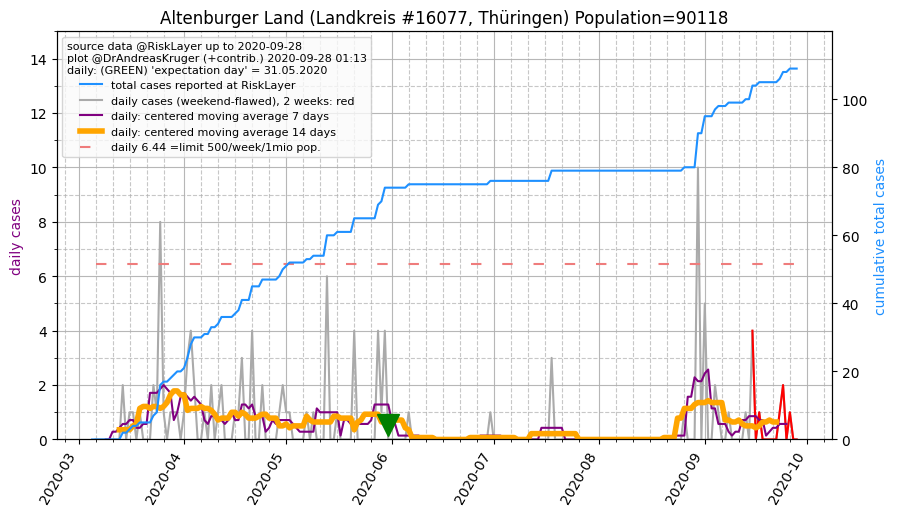 Altenburger Land (Landkreis #16077, Thüringen) Population=90118
source data @RiskLayer up to 2020-09-28
plot @DrAndreasKruger (+contrib.) 2020-09-28 01:13
daily: (GREEN) 'expectation day' = 31.05.2020
total cases reported at RiskLayer
daily cases (weekend-flawed), 2 weeks: red
daily: centered moving average 7 days
daily: centered moving average 14 days
daily 6.44 =limit 500/week/1mio pop.
daily cases
14
12
10
8
6
4
2
0
cumulative total cases
100
80
60
40
20
0
2020-03
2020-04
2020-05
2020-06
2020-07
2020-08
2020-09
2020-10